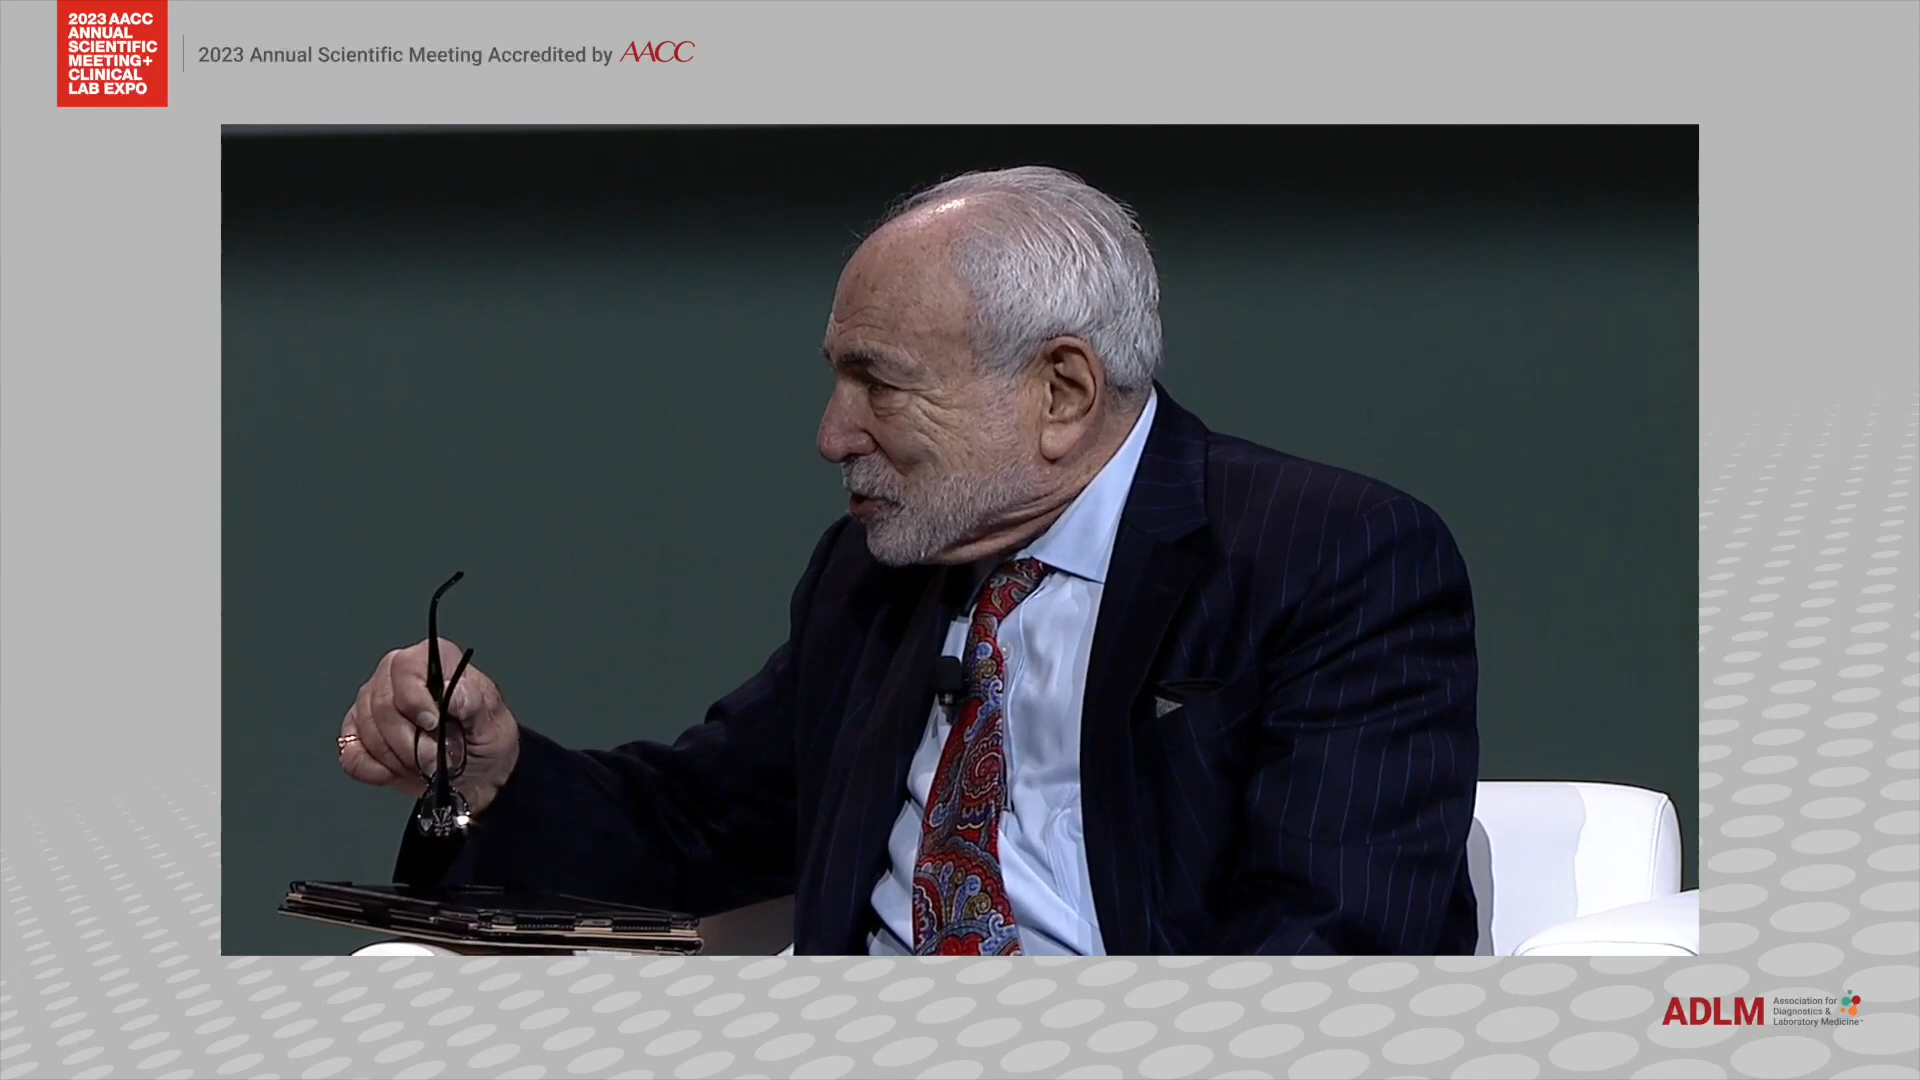 2023 AACC
ANNUAL
SCIENTIFIC
MEETING+
CLINICAL
LAB EXPO
2023 Annual Scientific Meeting Accredited by AACC
ADLM
Association for
Diagnostics &
Laboratory Medicine